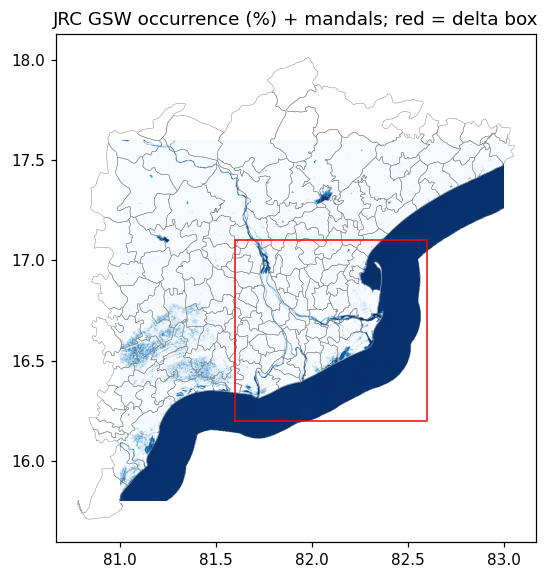 JRC GSW occurrence (%) + mandals; red = delta box
18.0
17.5
17.0
16.5
16.0
81.0 81.5 82.0 82.5 83.0